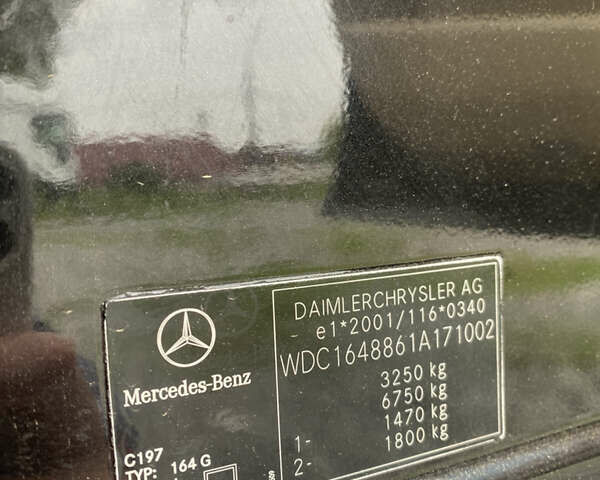 Mercedes-Benz
C197
TYP: 164 G
DAIMLERCHRYSLER AG
e1*2001/116*0340
WDC1648861A171002
3250 kg
6750 kg
1- 1470 kg
2- 1800 kg